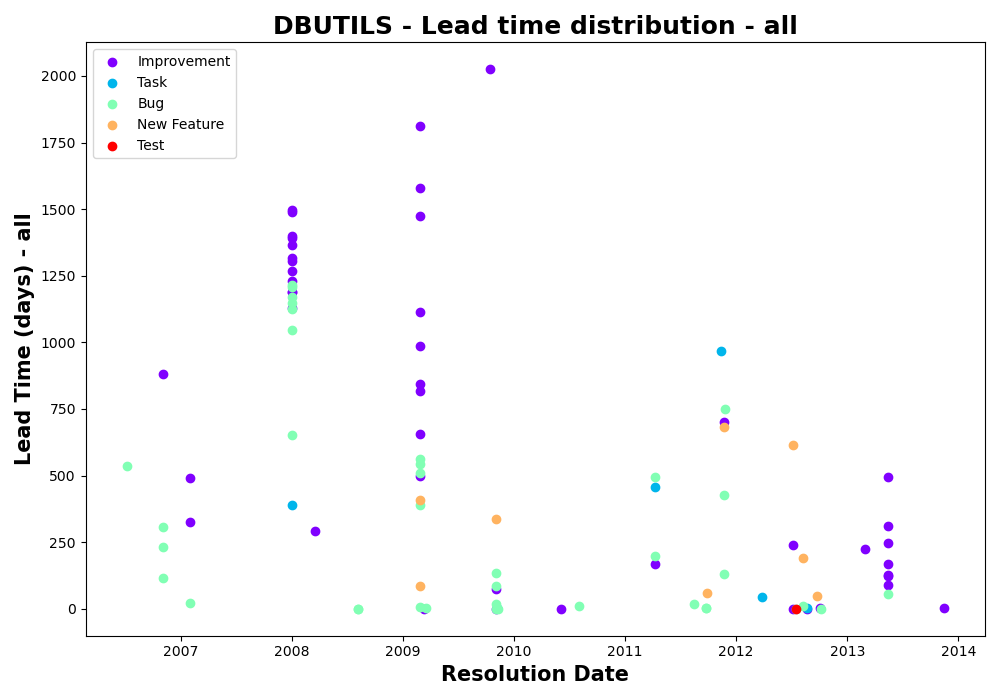 DBUTILS - Lead time distribution - all
Improvement
Task
Bug
New Feature
Test
Lead Time (days) - all
2000
1750
1500
1250
1000
750
500
250
0
2007 2008 2009 2010 2011 2012 2013 2014
Resolution Date